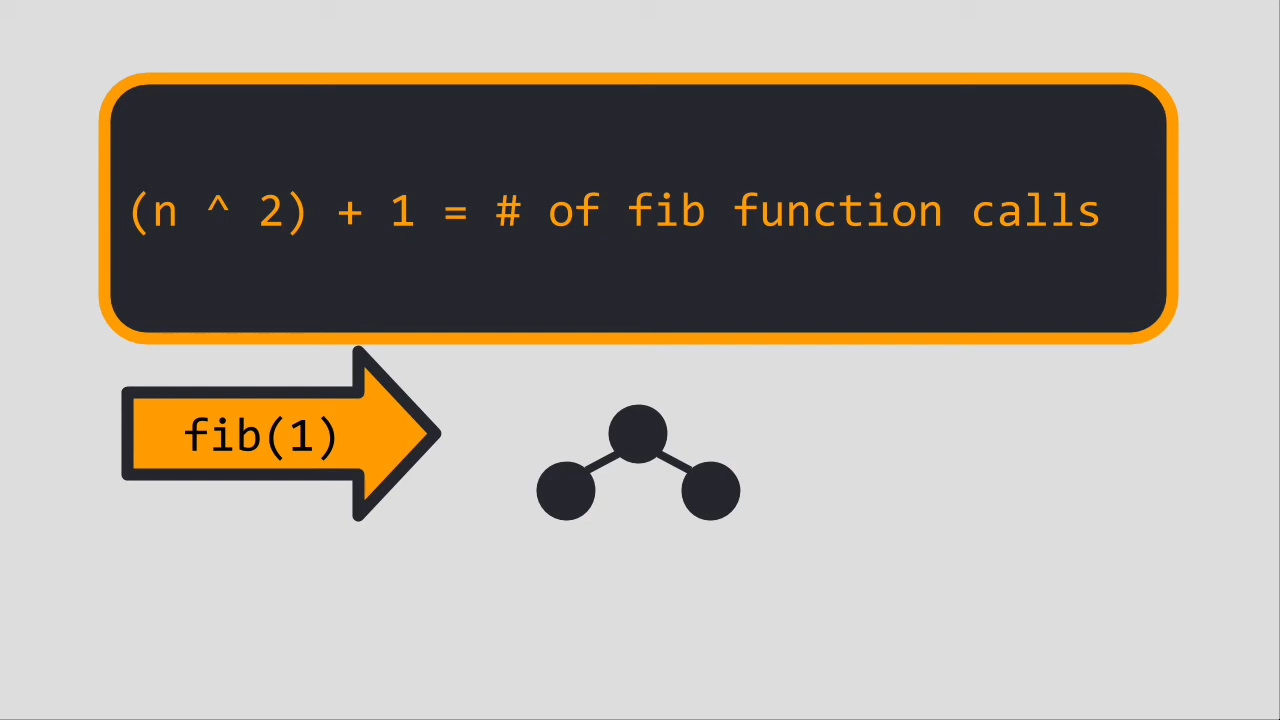 (n ^ 2) + 1 = # of fib function calls
fib(1)